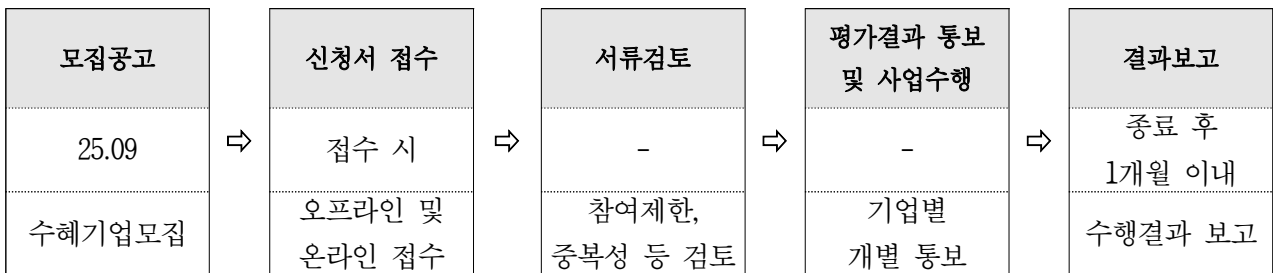 모집공고
25.09
수혜기업모집
⇨
신청서 접수
접수 시
오프라인 및
온라인 접수
⇨
서류검토
-
참여제한,
중복성 등 검토
⇨
평가결과 통보
및 사업수행
-
기업별
개별 통보
⇨
결과보고
종료 후
1개월 이내
수행결과 보고